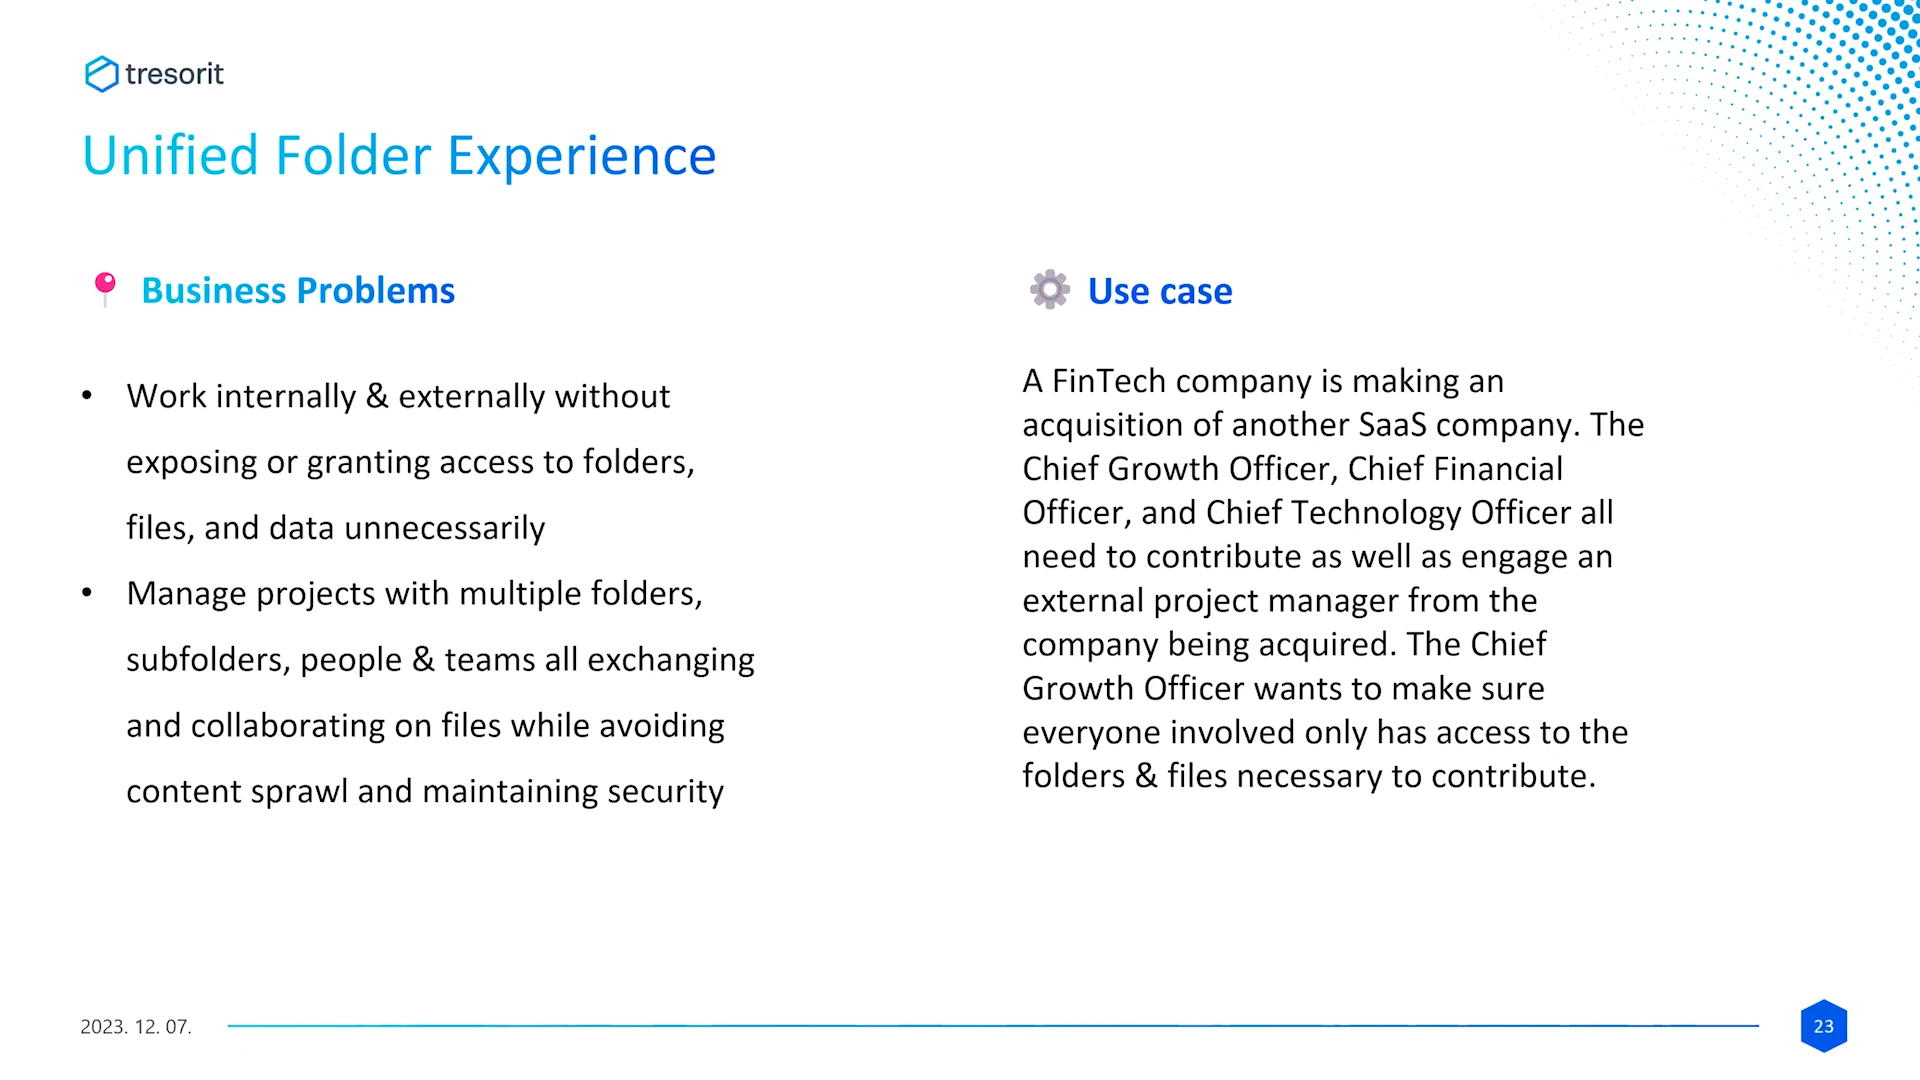 tresorit
Unified Folder Experience
Business Problems
• Work internally & externally without
exposing or granting access to folders,
files, and data unnecessarily
• Manage projects with multiple folders,
subfolders, people & teams all exchanging
and collaborating on files while avoiding
content sprawl and maintaining security
Use case
A FinTech company is making an
acquisition of another SaaS company. The
Chief Growth Officer, Chief Financial
Officer, and Chief Technology Officer all
need to contribute as well as engage an
external project manager from the
company being acquired. The Chief
Growth Officer wants to make sure
everyone involved only has access to the
folders & files necessary to contribute.
2023. 12. 07.
23